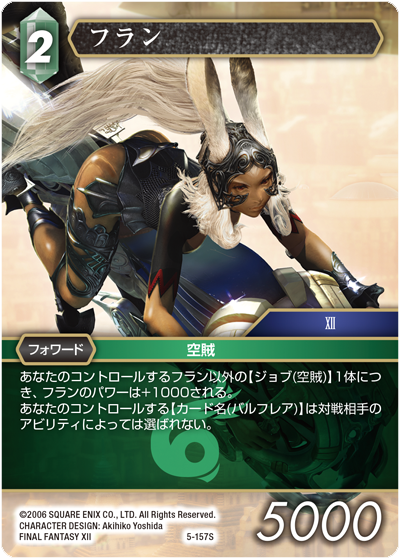 2
フラン
XII
フォワード
空賊
あなたのコントロールするフラン以外の【ジョブ(空賊)】1体につ
き、フランのパワーは+1000される。
あなたのコントロールする【カード名(バルフレア)】は対戦相手の
アビリティによっては選ばれない。
6
©2006 SQUARE ENIX CO., LTD. All Rights Reserved.
CHARACTER DESIGN: Akihiko Yoshida
FINAL FANTASY XII
5-157S
5000